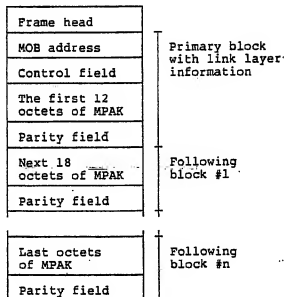 Frame head
MOB address
Control field
The first 12
octets of MPAK
Parity field
Next 18
octets of MPAK
Parity field
Last octets
of MPAK
Parity field
Primary block
with link layer
information
Following
block #1
Following
block #n